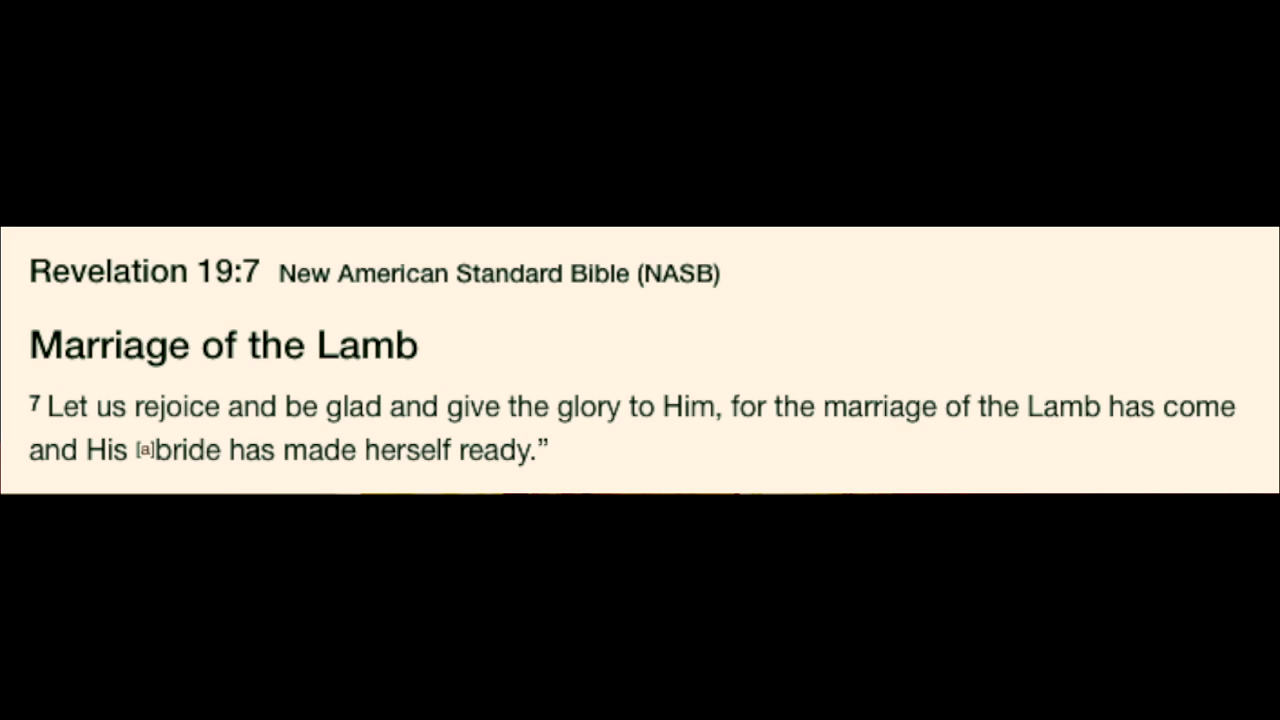 Revelation 19:7 New American Standard Bible (NASB)
Marriage of the Lamb
7 Let us rejoice and be glad and give the glory to Him, for the marriage of the Lamb has come
and His [a]bride has made herself ready.”